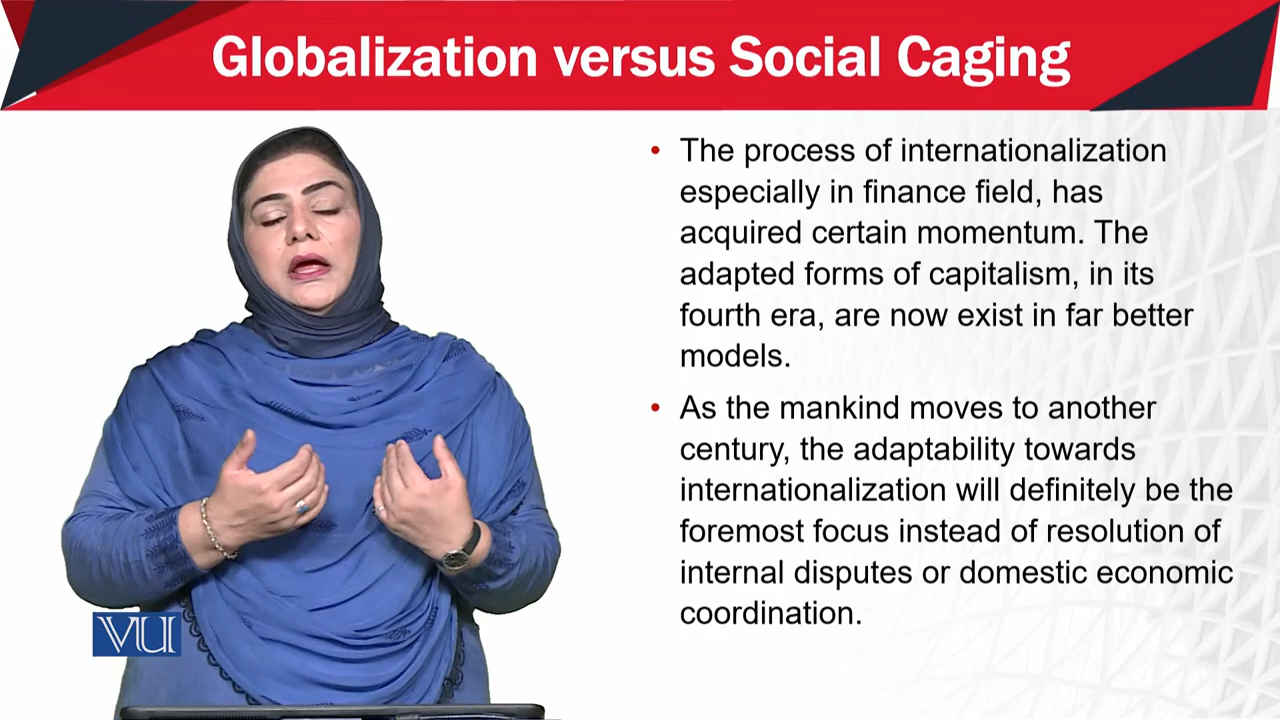 Globalization versus Social Caging
• The process of internationalization
especially in finance field, has
acquired certain momentum. The
adapted forms of capitalism, in its
fourth era, are now exist in far better
models.
• As the mankind moves to another
century, the adaptability towards
internationalization will definitely be the
foremost focus instead of resolution of
internal disputes or domestic economic
coordination.
VU